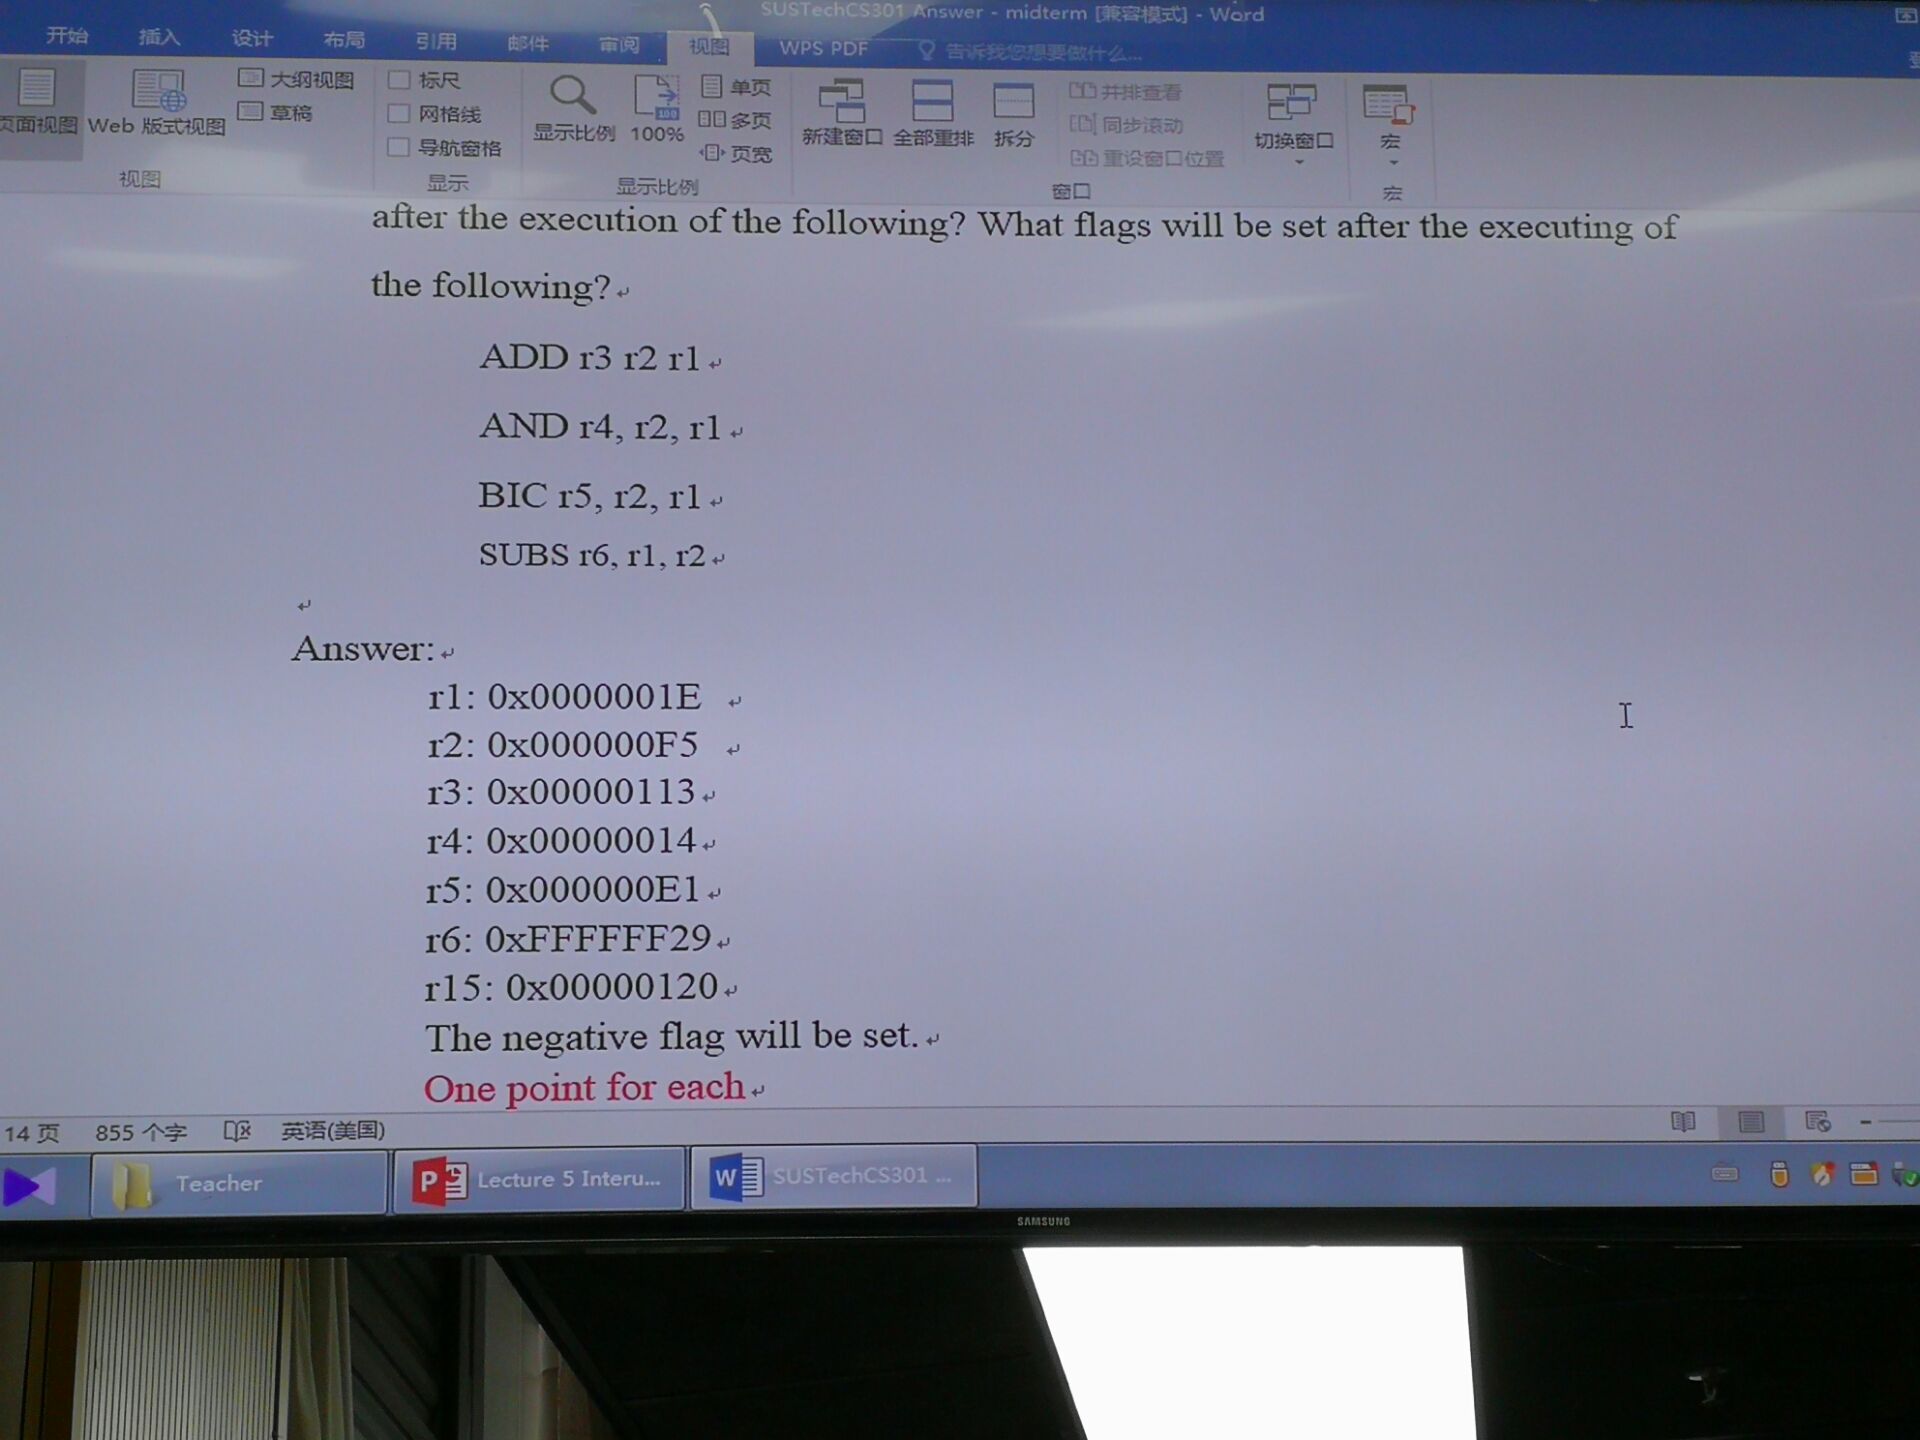 SUSTechCS301 Answer - midterm [兼容模式] - Word
开始 插入 设计 布局 引用 邮件 审阅 视图 WPS PDF 告诉我您想要做什么...
页面视图 Web 版式视图 大纲视图 草稿
标尺 网格线 导航窗格
显示比例 100% 单页 多页 页宽
新建窗口 全部重排 拆分 并排查看 同步滚动 重设窗口位置 切换窗口 宏
视图 显示 显示比例 窗口 宏
after the execution of the following? What flags will be set after the executing of
the following?
ADD r3 r2 r1
AND r4, r2, r1
BIC r5, r2, r1
SUBS r6, r1, r2
Answer:
r1: 0x0000001E
r2: 0x000000F5
r3: 0x00000113
r4: 0x00000014
r5: 0x000000E1
r6: 0xFFFFFF29
r15: 0x00000120
The negative flag will be set.
One point for each
14 页 855 个字 英语(美国)
Teacher Lecture 5 Interu... SUSTechCS301 ...
SAMSUNG